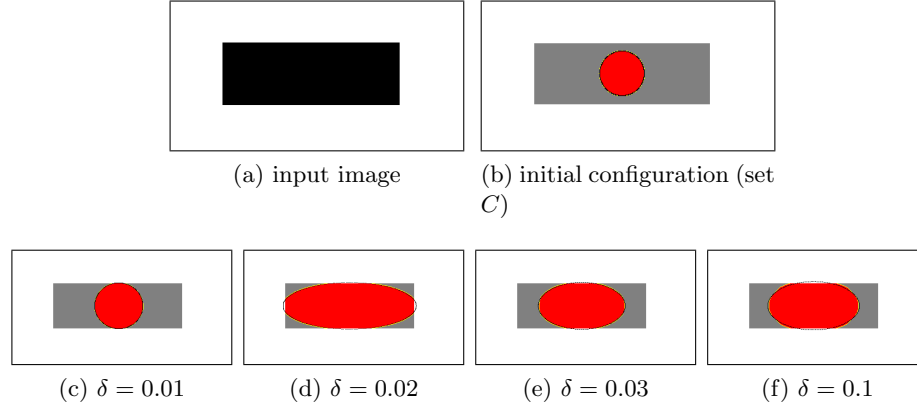 (a) input image
(b) initial configuration (set
C)
(c) δ = 0.01
(d) δ = 0.02
(e) δ = 0.03
(f) δ = 0.1